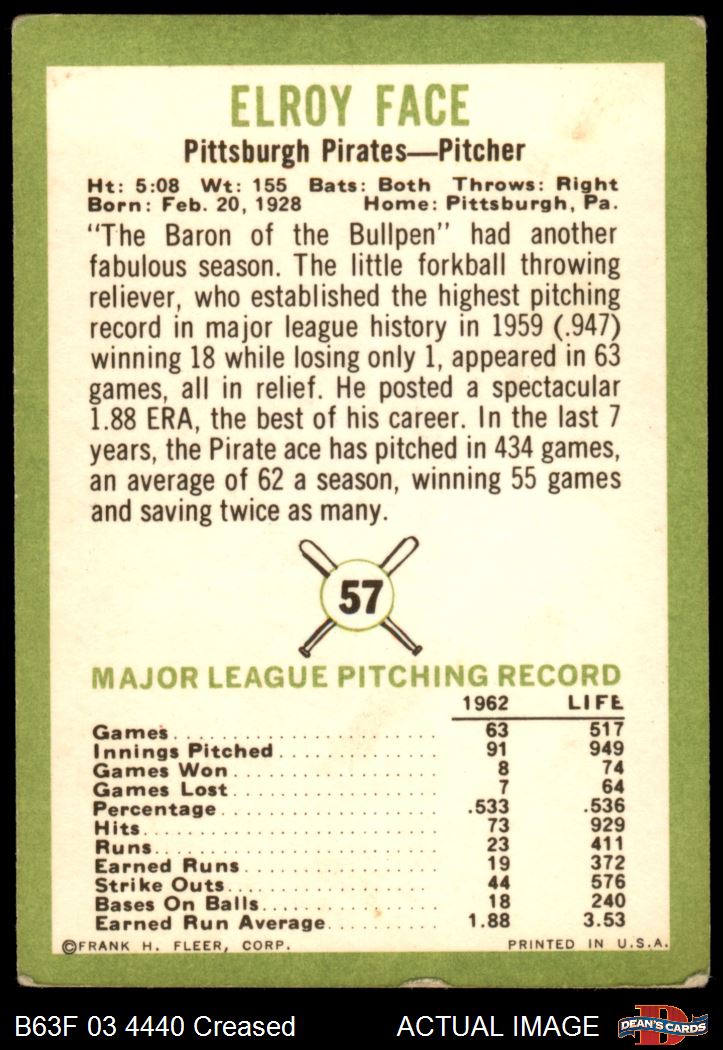 ELROY FACE
Pittsburgh Pirates—Pitcher
Ht: 5:08 Wt: 155 Bats: Both Throws: Right
Born: Feb. 20, 1928 Home: Pittsburgh, Pa.
"The Baron of the Bullpen" had another
fabulous season. The little forkball throwing
reliever, who established the highest pitching
record in major league history in 1959 (.947)
winning 18 while losing only 1, appeared in 63
games, all in relief. He posted a spectacular
1.88 ERA, the best of his career. In the last 7
years, the Pirate ace has pitched in 434 games,
an average of 62 a season, winning 55 games
and saving twice as many.
57
MAJOR LEAGUE PITCHING RECORD
1962 LIFE
Games 63 517
Innings Pitched 91 949
Games Won 8 74
Games Lost 7 64
Percentage .533 .536
Hits 73 929
Runs 23 411
Earned Runs 19 372
Strike Outs 44 576
Bases On Balls 18 240
Earned Run Average 1.88 3.53
©FRANK H. FLEER, CORP. PRINTED IN U.S.A.
B63F 03 4440 Creased ACTUAL IMAGE
D
DEAN'S CARDS